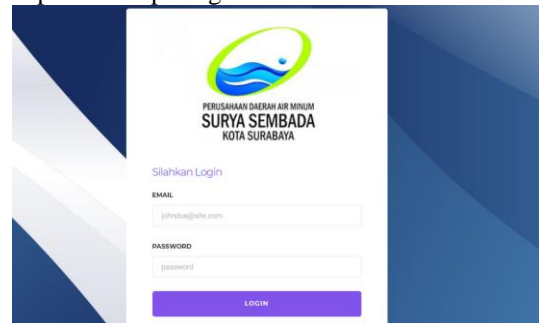 PERUSAHAAN DAERAH AIR MINUM
SURYA SEMBADA
KOTA SURABAYA
Silahkan Login
EMAIL
johndoe@site.com
PASSWORD
password
LOGIN